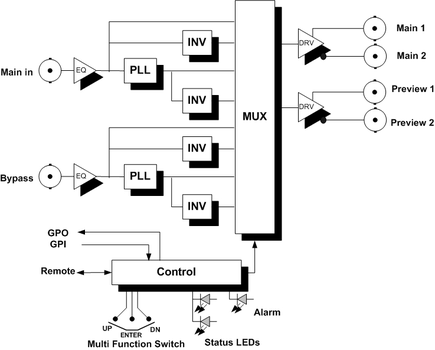 Main 1
INV
DRV
Main in
EQ
PLL
Main 2
INV
Preview 1
DRV
MUX
Preview 2
INV
Bypass
EQ
PLL
INV
GPO
GPI
Remote
Control
Alarm
UP
ENTER
DN
Multi Function Switch
Status LEDs